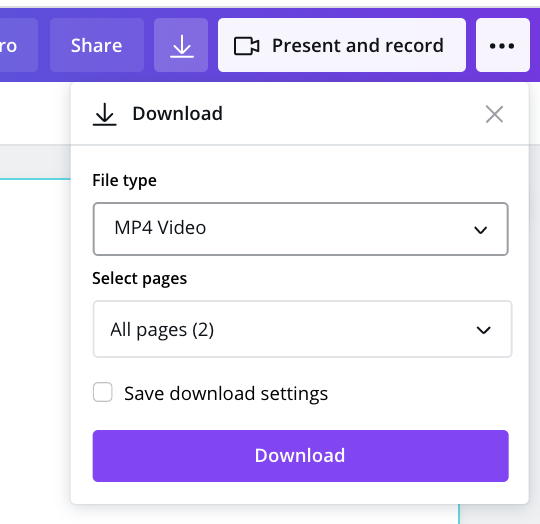 ro
Share
Present and record
Download
File type
MP4 Video
Select pages
All pages (2)
Save download settings
Download